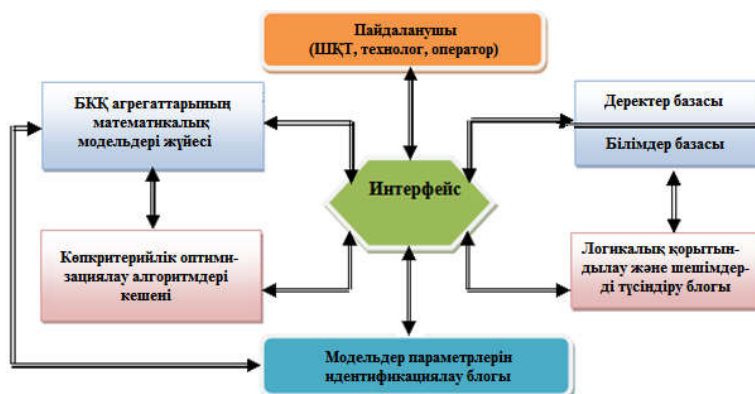 Пайдаланушы
(ШҚТ, технолог, оператор)
БКҚ агрегаттарының
математикалық
модельдері жүйесі
Деректер базасы
Білімдер базасы
Интерфейс
Көпкритерийлік оптими-
зациялау алгоритмдері
кешені
Логикалық қорытын-
дылау және шешімдер-
ді түсіндіру блогы
Модельдер параметрлерін
идентификациялау блогы